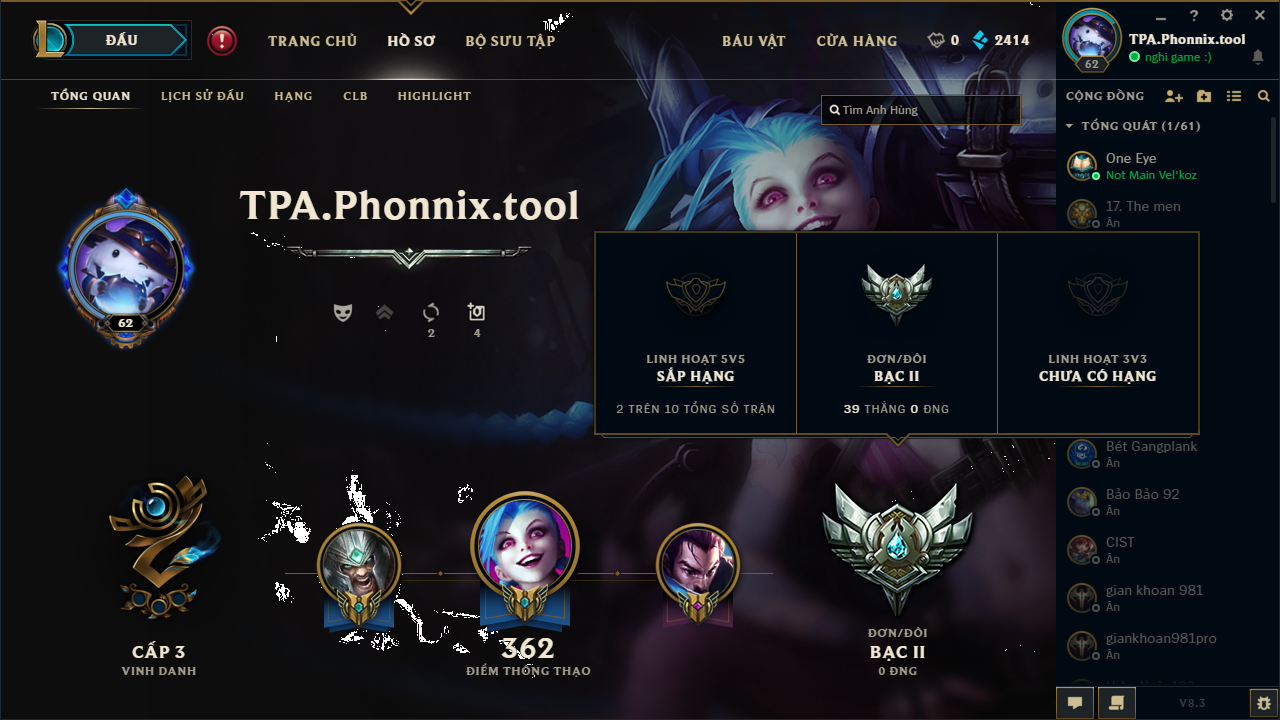 ĐẤU
TRANG CHỦ
HỒ SƠ
BỘ SƯU TẬP
BÁU VẬT
CỬA HÀNG
0
2414
62
TPA.Phonnix.tool
nghi game :)
TỔNG QUAN
LỊCH SỬ ĐẤU
HẠNG
CLB
HIGHLIGHT
Tìm Anh Hùng
CỘNG ĐỒNG
TỔNG QUÁT (1/61)
One Eye
Not Main Vel'koz
17. The men
Ẩn
TPA.Phonnix.tool
62
2
4
LINH HOẠT 5V5
SẮP HẠNG
2 TRÊN 10 TỔNG SỐ TRẬN
ĐƠN/ĐÔI
BẠC II
39 THẮNG 0 ĐNG
LINH HOẠT 3V3
CHƯA CÓ HẠNG
Bét Gangplank
Ẩn
Bảo Bảo 92
Ẩn
CIST
Ẩn
gian khoan 981
Ẩn
giankhoan981pro
Ẩn
CẤP 3
VINH DANH
362
ĐIỂM THÔNG THẠO
ĐƠN/ĐÔI
BẠC II
0 ĐNG
V8.3